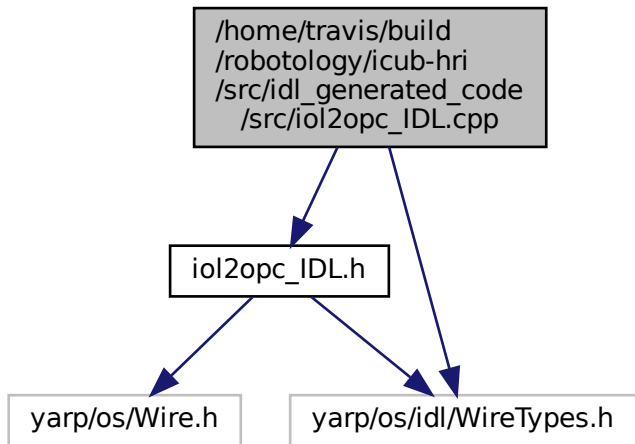 /home/travis/build
/robotology/icub-hri
/src/idl_generated_code
/src/iol2opc_IDL.cpp
iol2opc_IDL.h
yarp/os/Wire.h
yarp/os/idl/WireTypes.h